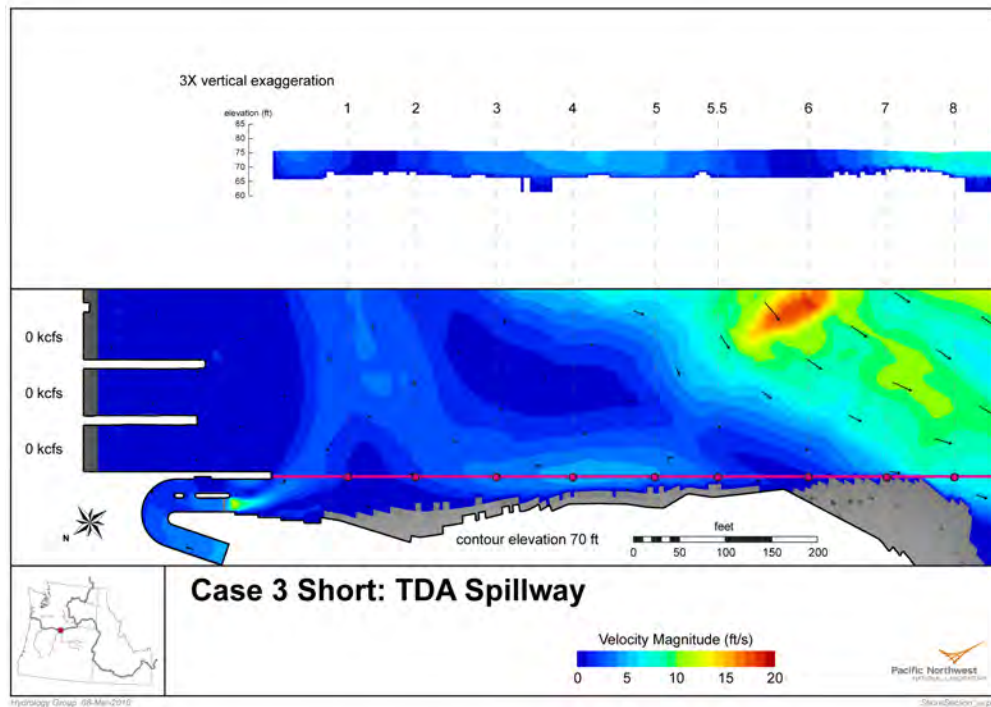 3X vertical exaggeration
1 2 3 4 5 5.5 6 7 8
elevation (ft)
85
80
75
70
65
60
0 kcfs
0 kcfs
0 kcfs
N
contour elevation 70 ft
feet
0 50 100 150 200
Case 3 Short: TDA Spillway
Velocity Magnitude (ft/s)
0 5 10 15 20
Pacific Northwest
NATIONAL LABORATORY
Hydrology Group 08-Mar-2010